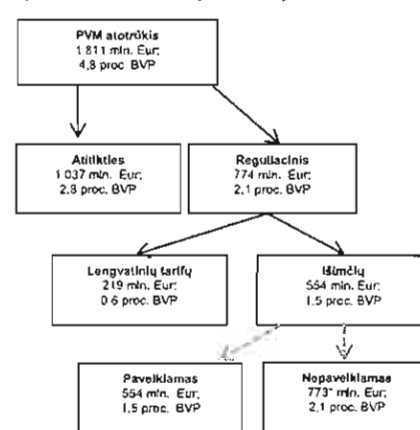 PVM atotrūkis
1 811 mln. Eur;
4,8 proc. BVP
Atitikties
1 037 mln. Eur;
2,8 proc. BVP
Reguliacinis
774 mln. Eur;
2,1 proc. BVP
Lengvatinių tarifų
219 mln. Eur;
0,6 proc. BVP
Išimčių
554 mln. Eur;
1,5 proc. BVP
Paveikiamas
554 mln. Eur;
1,5 proc. BVP
Nepaveikiamas
773* mln. Eur;
2,1 proc. BVP